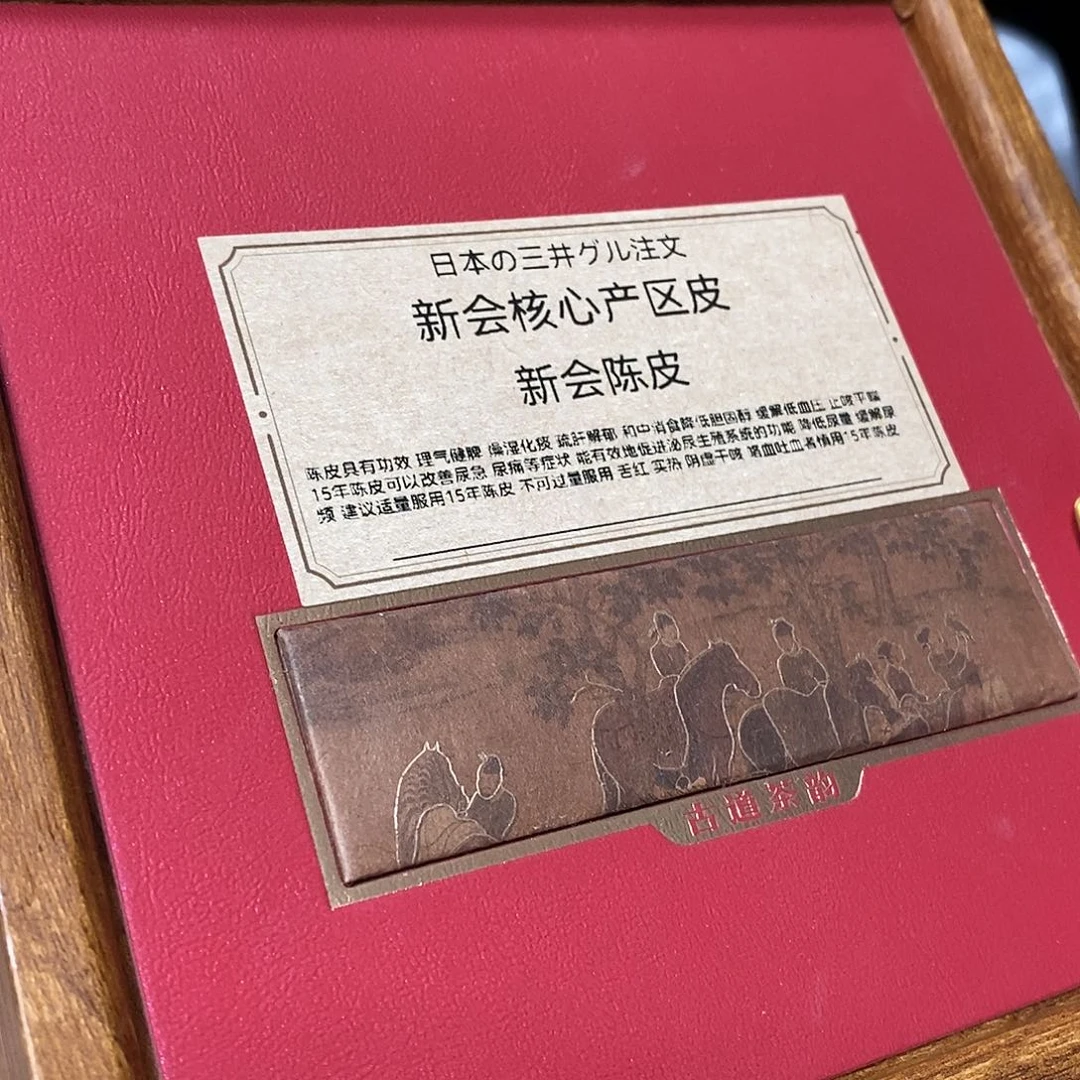 日本の三井グル注文
新会核心产区皮
新会陈皮
陈皮具有功效 理气健脾 燥湿化痰 疏肝解郁 和中消食降低胆固醇 缓解低血压 止咳平喘
15年陈皮可以改善尿急 尿痛等症状 能有效地促进泌尿生殖系统的功能 降低尿量 缓解尿
频 建议适量服用15年陈皮 不可过量服用 舌红 实热 阴虚干咳 咯血吐血者慎用15年陈皮
古道茶韵